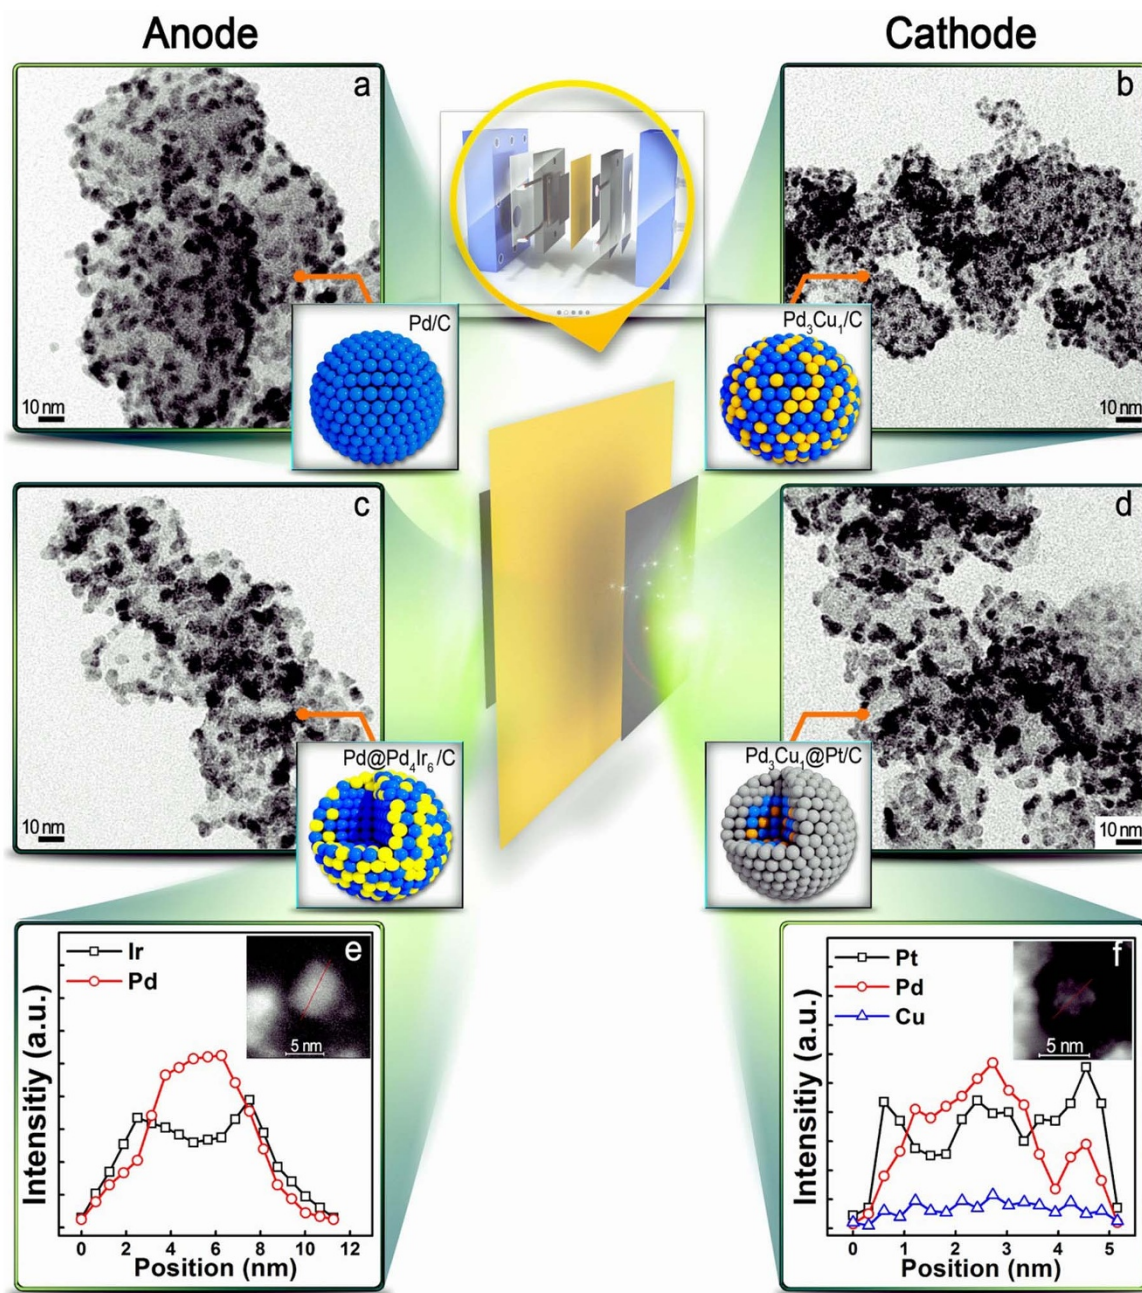 Anode
Cathode
a
b
Pd/C
Pd₃Cu₁/C
10 nm
10 nm
c
d
Pd@Pd₄Ir₆/C
Pd₃Cu₁@Pt/C
10 nm
10 nm
e
Ir
Pd
5 nm
Intensitiy (a.u.)
0 2 4 6 8 10 12
Position (nm)
f
Pt
Pd
Cu
5 nm
Intensitiy (a.u.)
0 1 2 3 4 5
Position (nm)